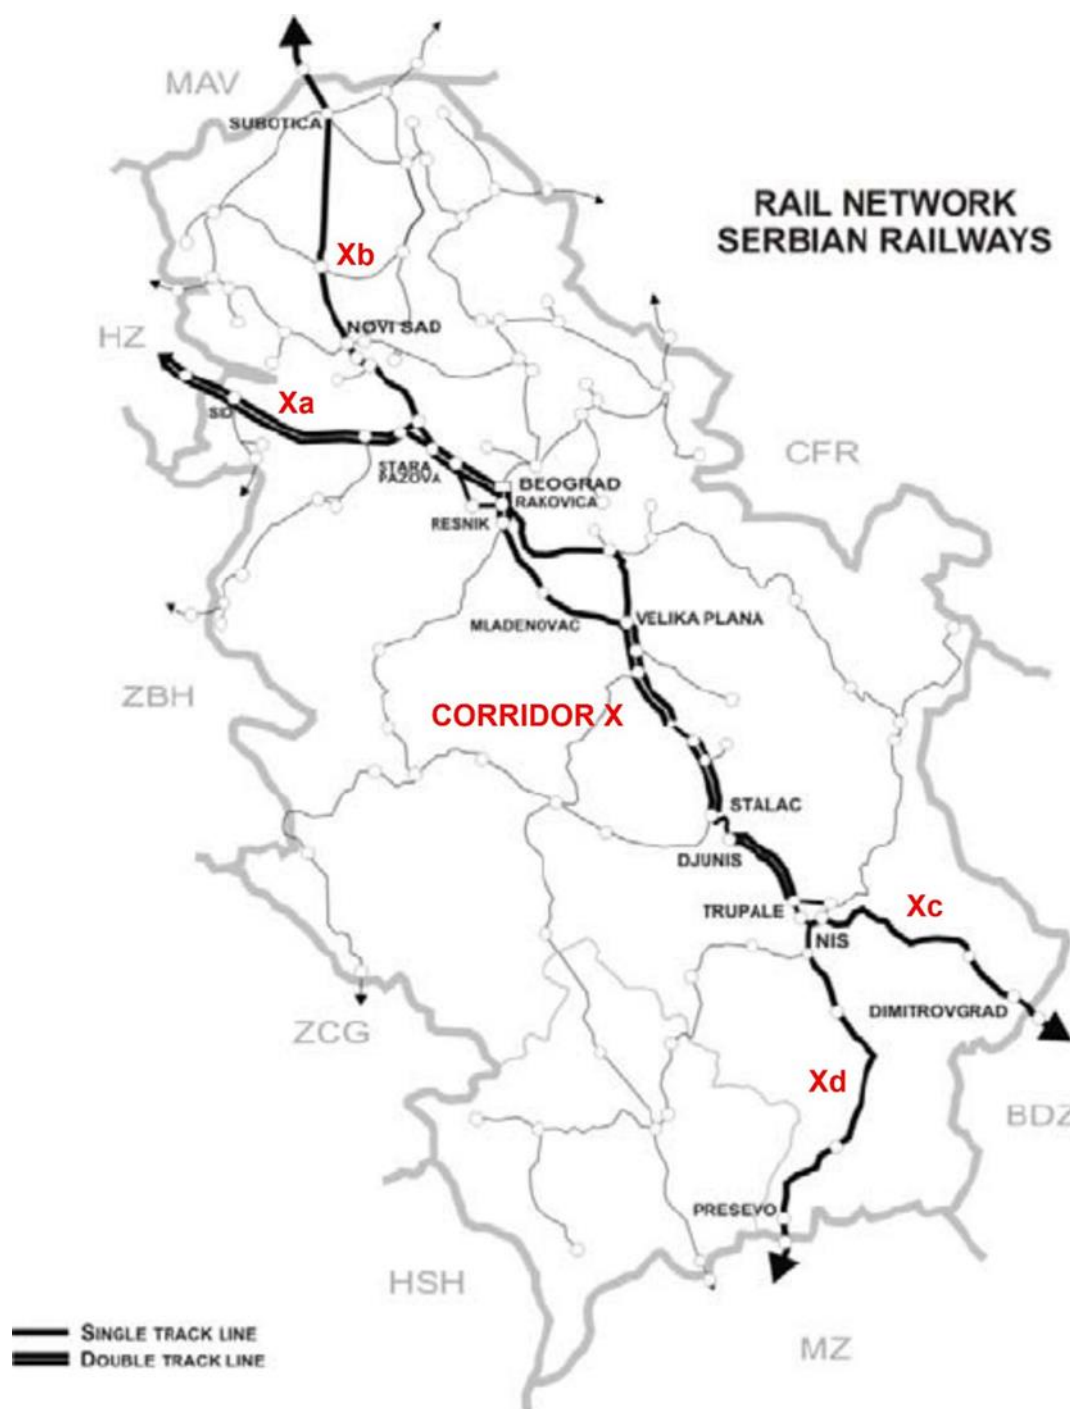 MAV
SUBOTICA
RAIL NETWORK
SERBIAN RAILWAYS
Xb
NOVI SAD
HZ
Xa
SID
CFR
STARA
PAZOVA
BEOGRAD
RAKOVICA
RESNIK
MLADENOVAC
VELIKA PLANA
ZBH
CORRIDOR X
STALAC
DJUNIS
TRUPALE
Xc
NIS
DIMITROVGRAD
ZCG
Xd
BDZ
PRESEVO
HSH
MZ
SINGLE TRACK LINE
DOUBLE TRACK LINE